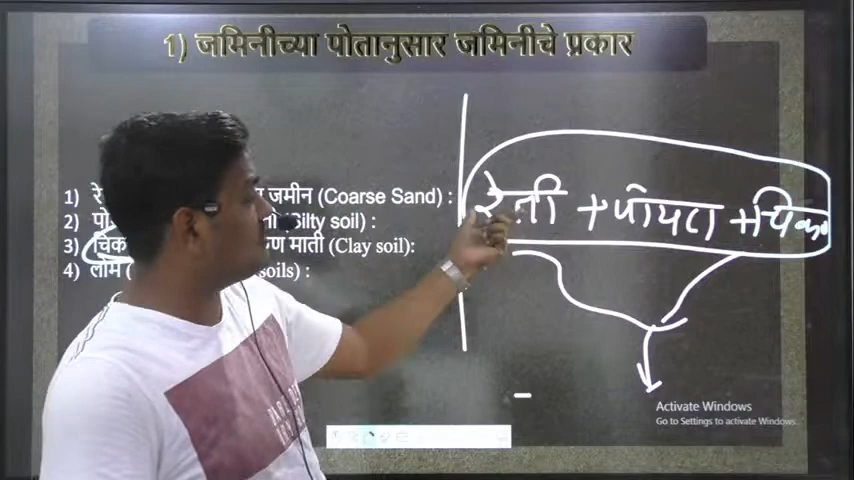 1) जमिनीच्या पोतानुसार जमिनीचे प्रकार
1) जमीन (Coarse Sand) :
2) (Silty soil) :
3) चिक माती (Clay soil):
4) लोम soils) :
रेती + पोयटा + चिकण
Activate Windows
Go to Settings to activate Windows.